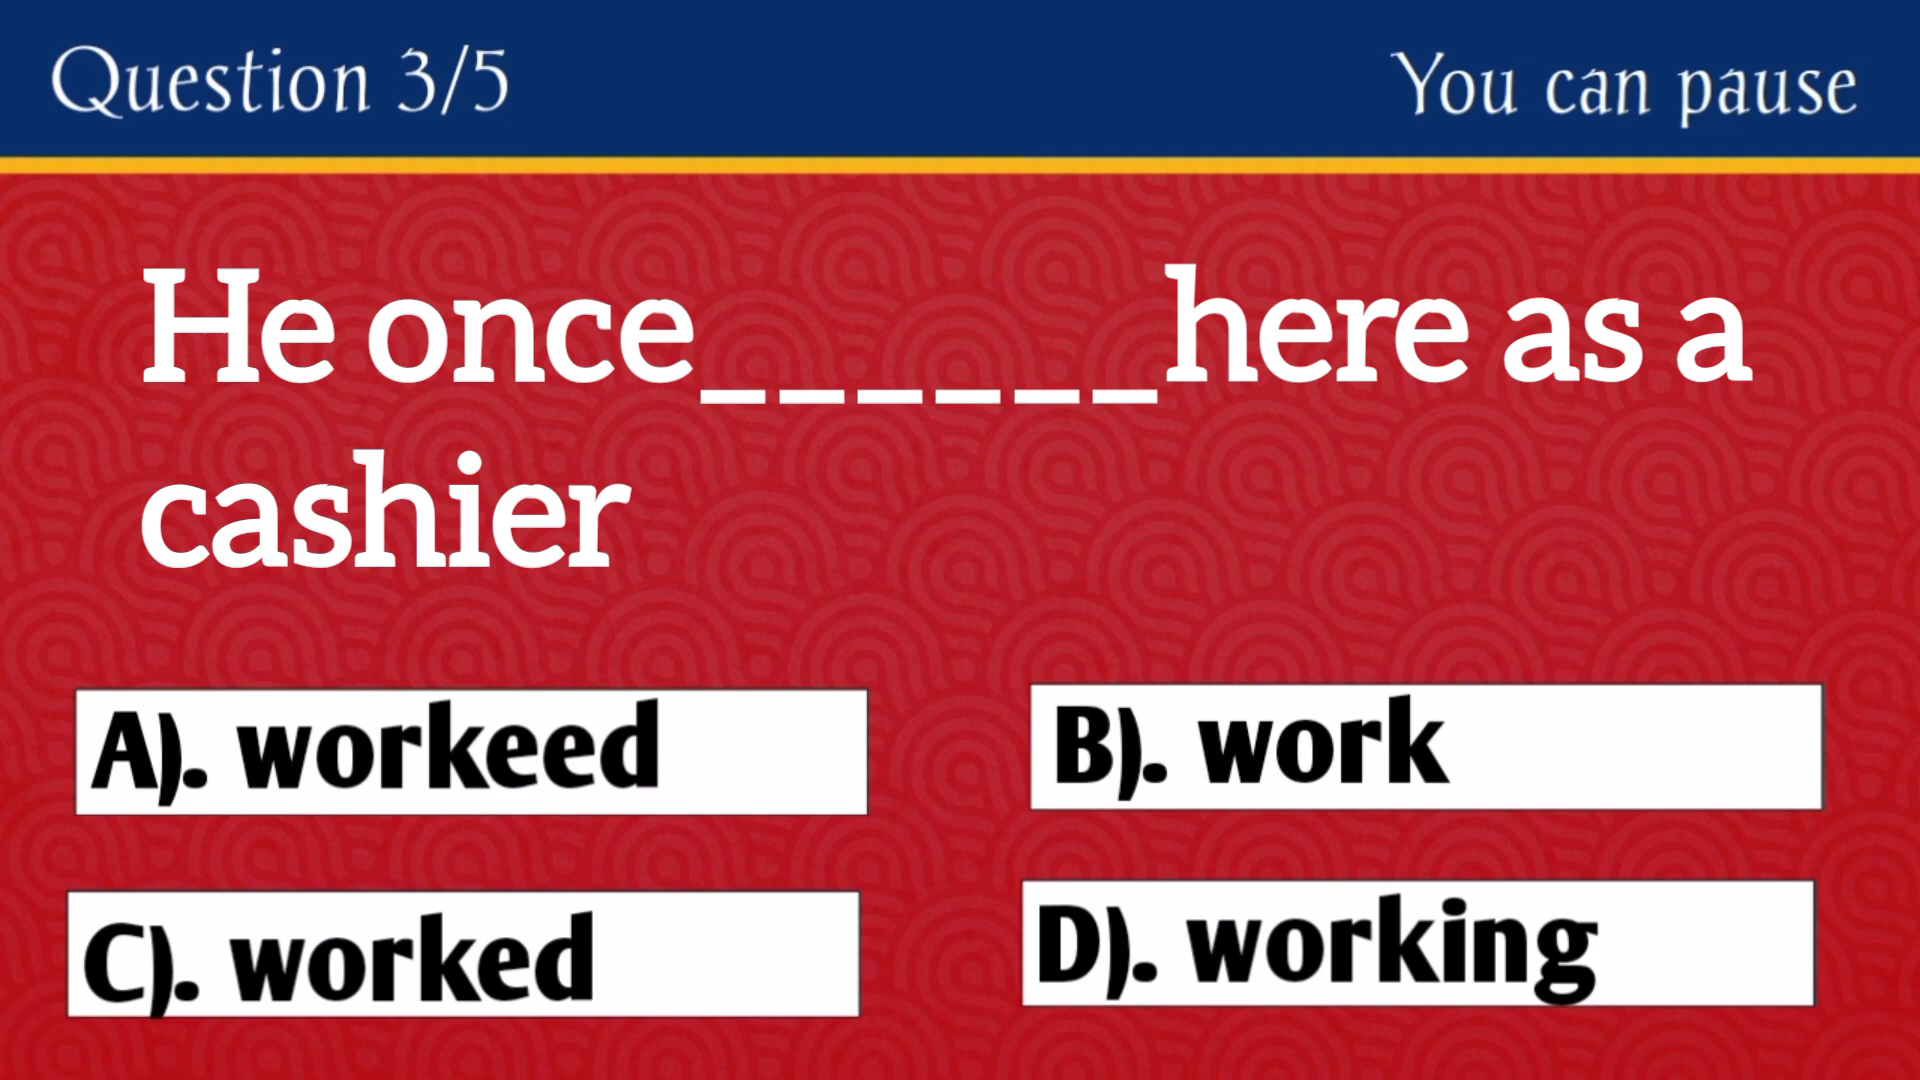 Question 3/5
You can pause
He once______here as a
cashier
A). workeed
B). work
C). worked
D). working